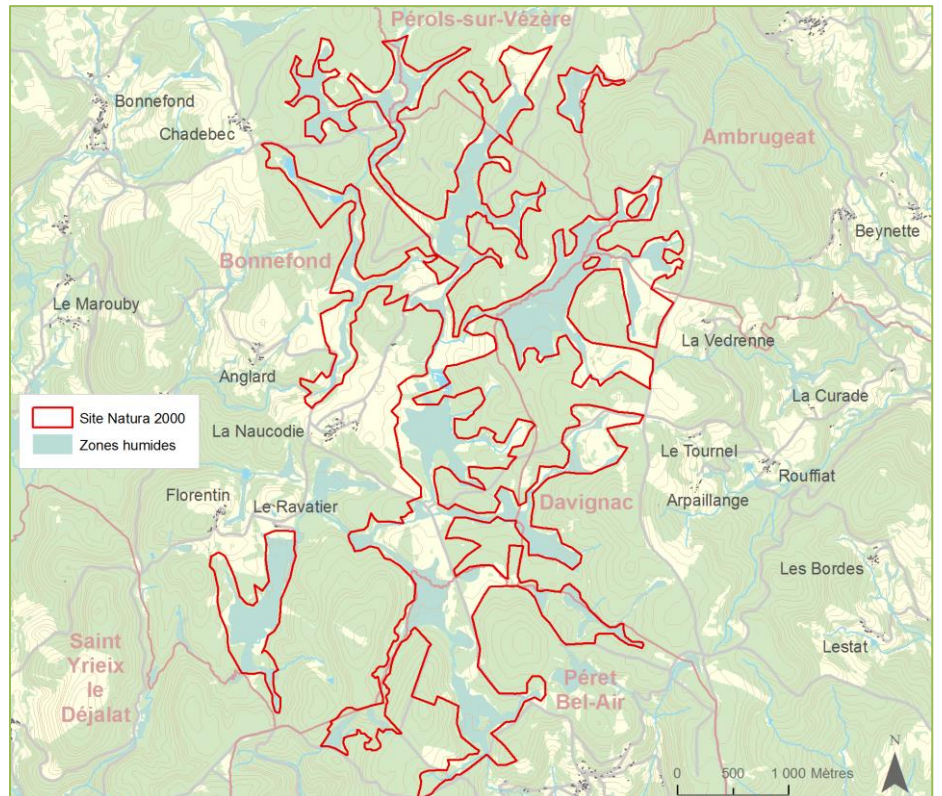 Pérols-sur-Vézère
Bonnefond
Chadebec
Ambrugeat
Beynette
Bonnefond
Le Marouby
La Vedrenne
Anglard
La Curade
Site Natura 2000
Zones humides
La Naucodie
Le Tournel
Rouffiat
Florentin
Le Ravatier
Davignac
Arpaillange
Les Bordes
Lestat
Saint
Yrieix
le
Déjalat
Péret
Bel-Air
N
0 500 1 000 Mètres